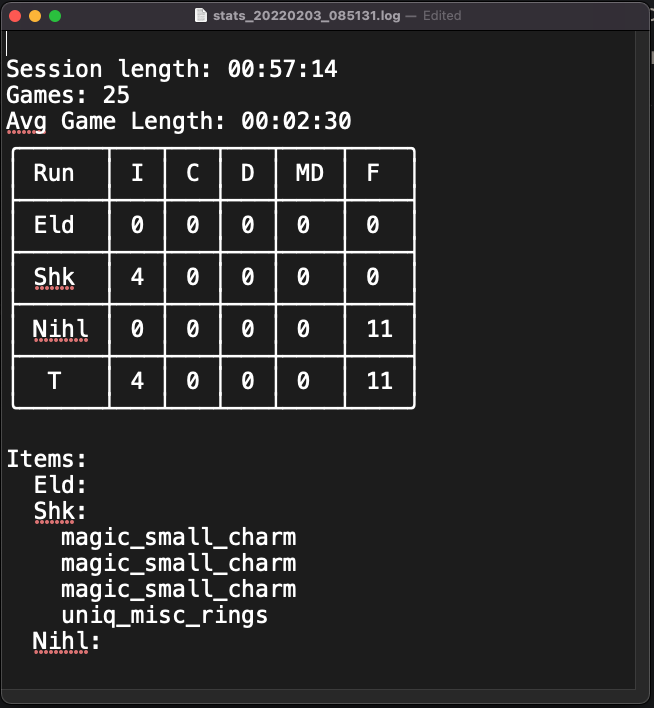 stats_20220203_085131.log — Edited
Session length: 00:57:14
Games: 25
Avg Game Length: 00:02:30
Run I C D MD F
Eld 0 0 0 0 0
Shk 4 0 0 0 0
Nihl 0 0 0 0 11
T 4 0 0 0 11
Items:
Eld:
Shk:
magic_small_charm
magic_small_charm
magic_small_charm
uniq_misc_rings
Nihl: